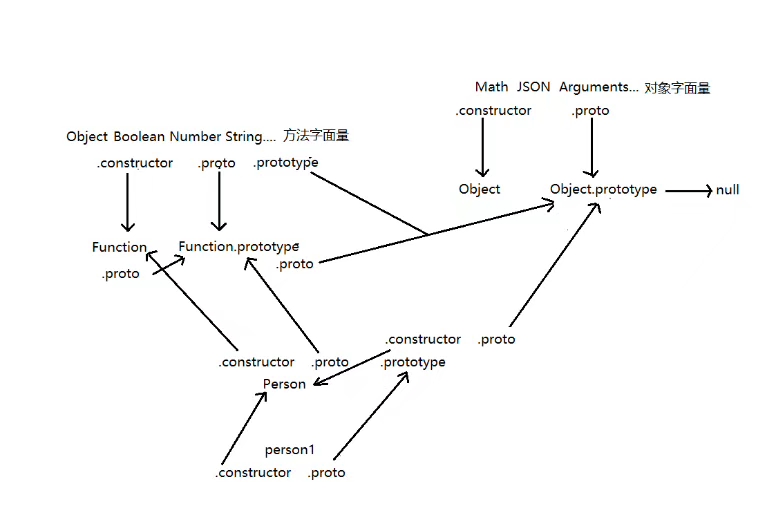 Math JSON Arguments... 对象字面量
.constructor .proto
Object Boolean Number String.... 方法字面量
.constructor .proto .prototype
Object Object.prototype null
Function Function.prototype
.proto .proto
.constructor .proto
.constructor .proto .prototype
Person
person1
.constructor .proto